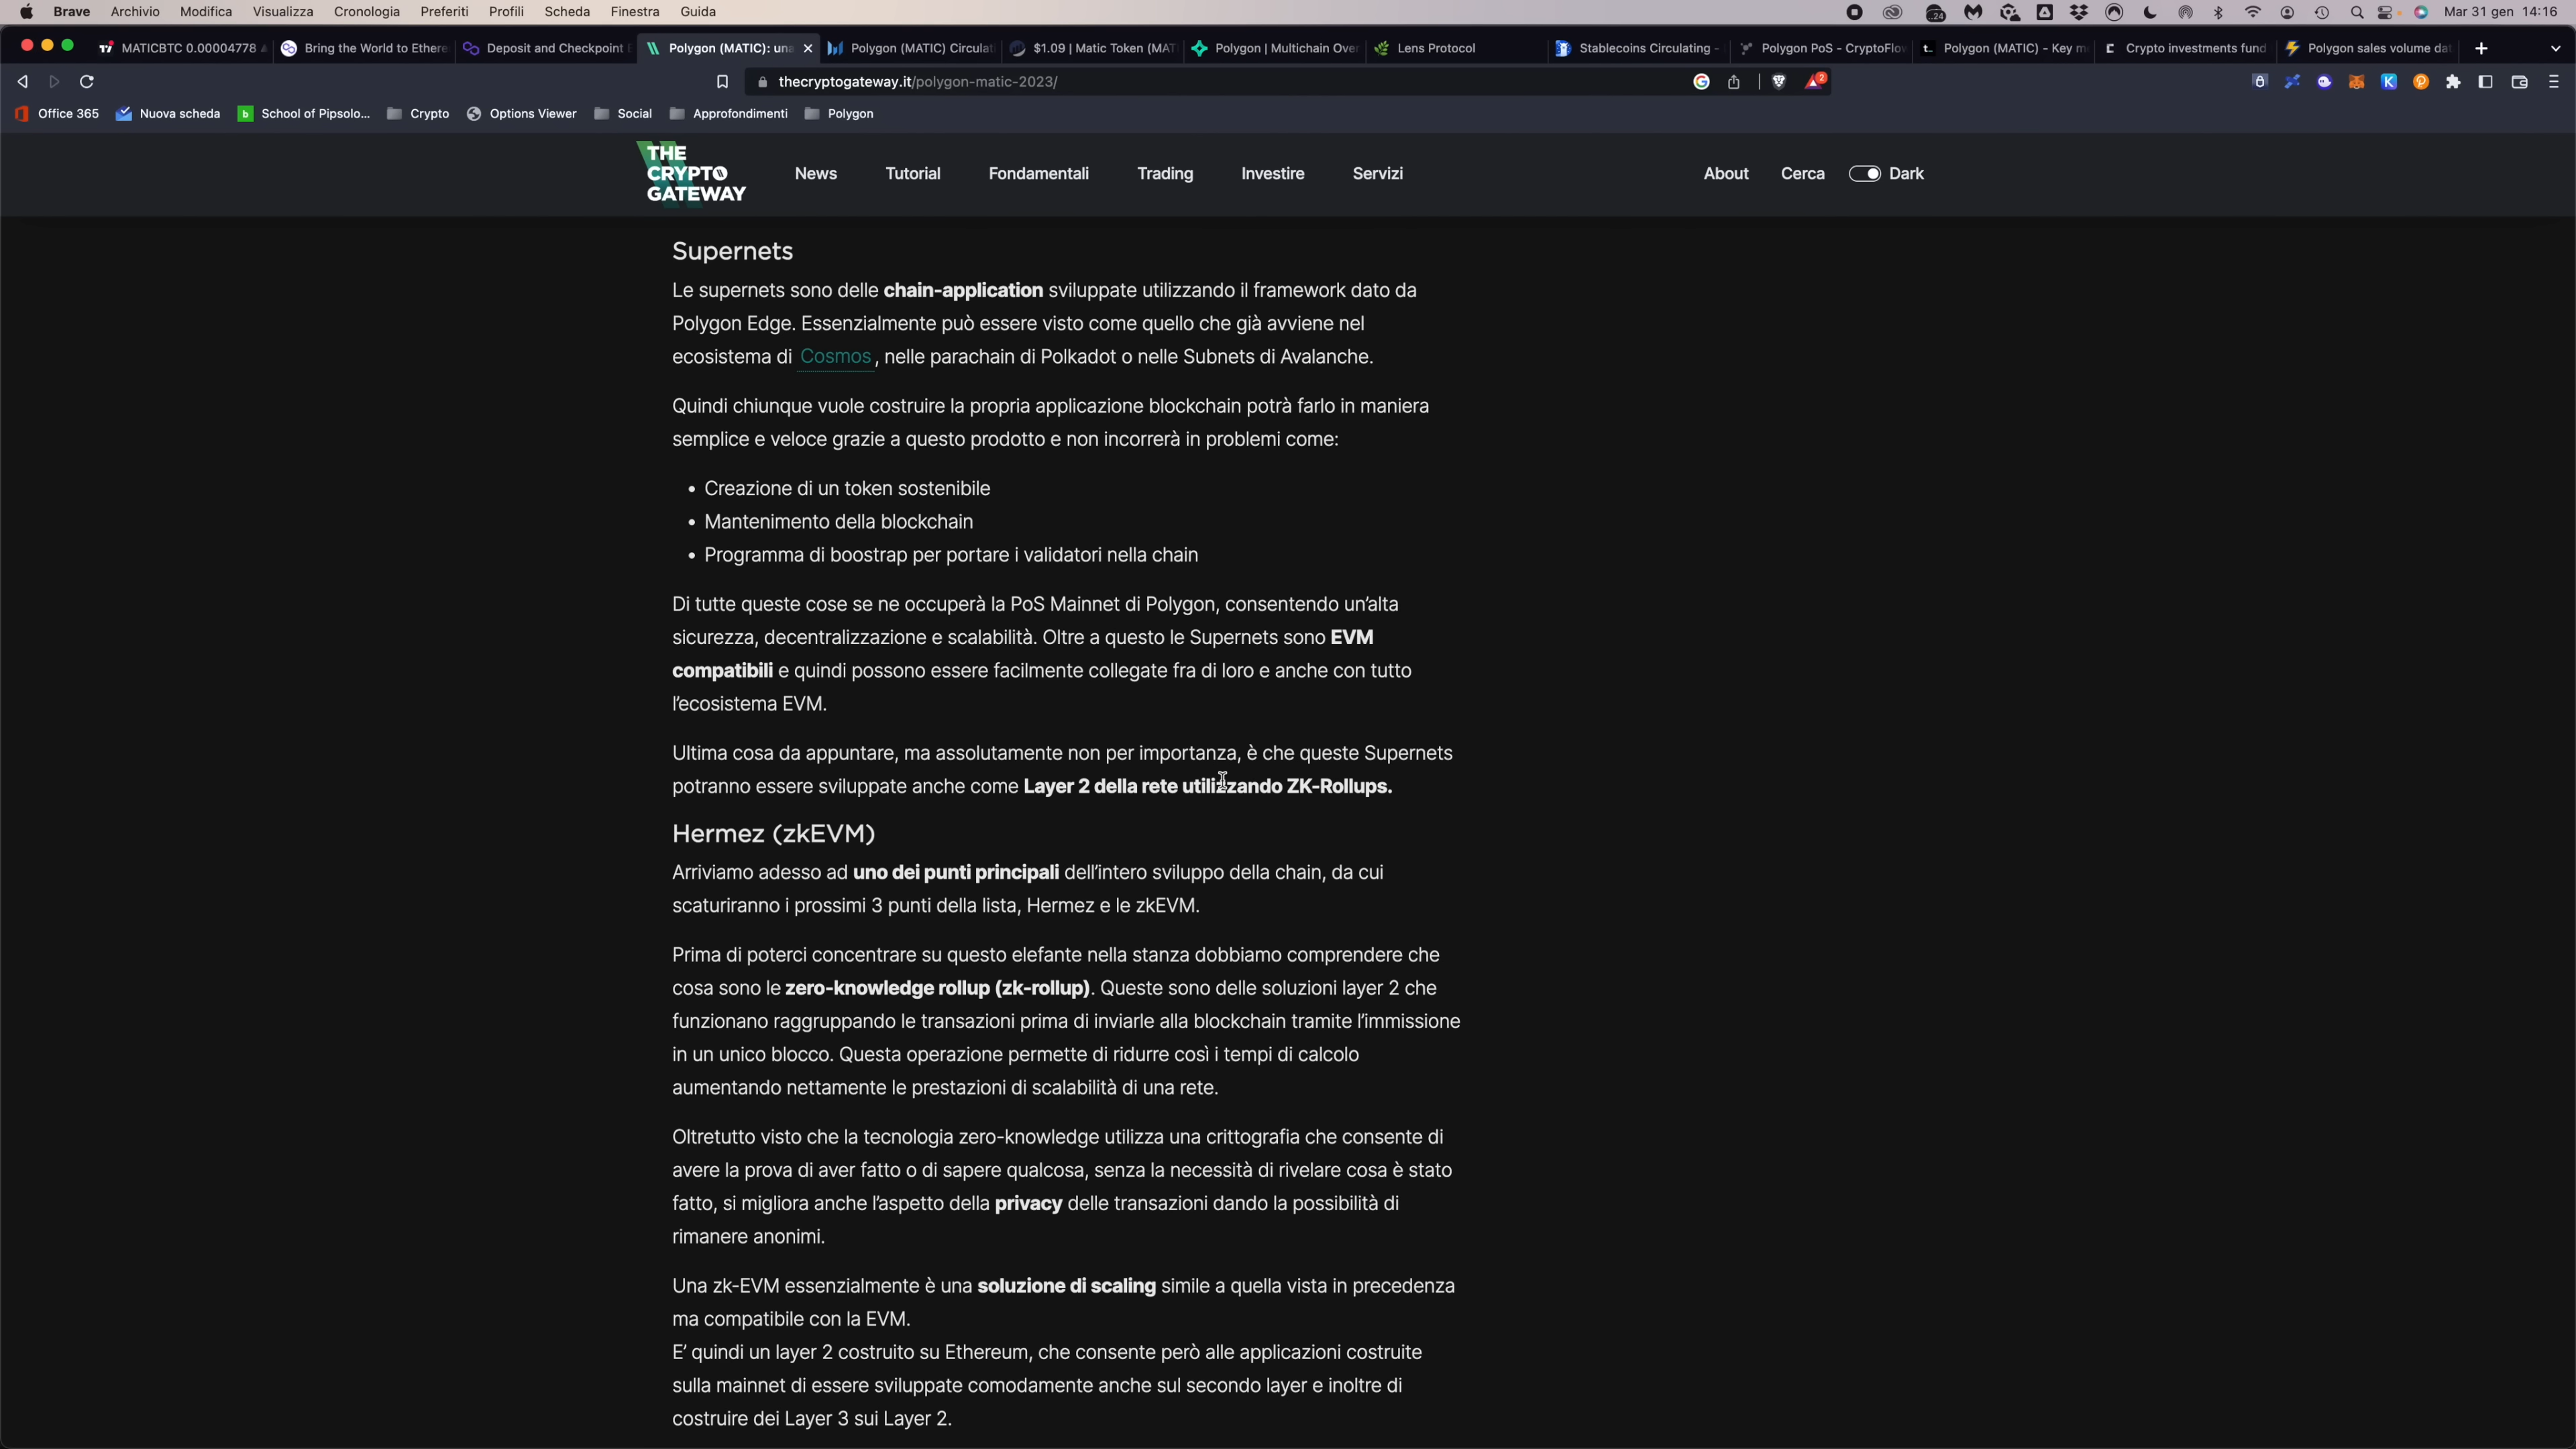 Brave Archivio Modifica Visualizza Cronologia Preferiti Profili Scheda Finestra Guida
24 Mar 31 gen 14:16
MATICBTC 0.00004778
Bring the World to Ethere
Deposit and Checkpoint
Polygon (MATIC): una
Polygon (MATIC) Circulat
$1.09 | Matic Token (MAT
Polygon | Multichain Over
Lens Protocol
Stablecoins Circulating -
Polygon PoS - CryptoFlow
Polygon (MATIC) - Key m
Crypto investments fund
Polygon sales volume dat
thecryptogateway.it/polygon-matic-2023/
2
Office 365 Nuova scheda School of Pipsolo... Crypto Options Viewer Social Approfondimenti Polygon
THE
CRYPTO
GATEWAY
News Tutorial Fondamentali Trading Investire Servizi About Cerca Dark
Supernets
Le supernets sono delle chain-application sviluppate utilizzando il framework dato da
Polygon Edge. Essenzialmente può essere visto come quello che già avviene nel
ecosistema di Cosmos , nelle parachain di Polkadot o nelle Subnets di Avalanche.
Quindi chiunque vuole costruire la propria applicazione blockchain potrà farlo in maniera
semplice e veloce grazie a questo prodotto e non incorrerà in problemi come:
• Creazione di un token sostenibile
• Mantenimento della blockchain
• Programma di boostrap per portare i validatori nella chain
Di tutte queste cose se ne occuperà la PoS Mainnet di Polygon, consentendo un'alta
sicurezza, decentralizzazione e scalabilità. Oltre a questo le Supernets sono EVM
compatibili e quindi possono essere facilmente collegate fra di loro e anche con tutto
l'ecosistema EVM.
Ultima cosa da appuntare, ma assolutamente non per importanza, è che queste Supernets
potranno essere sviluppate anche come Layer 2 della rete utilizzando ZK-Rollups.
Hermez (zkEVM)
Arriviamo adesso ad uno dei punti principali dell'intero sviluppo della chain, da cui
scaturiranno i prossimi 3 punti della lista, Hermez e le zkEVM.
Prima di poterci concentrare su questo elefante nella stanza dobbiamo comprendere che
cosa sono le zero-knowledge rollup (zk-rollup). Queste sono delle soluzioni layer 2 che
funzionano raggruppando le transazioni prima di inviarle alla blockchain tramite l'immissione
in un unico blocco. Questa operazione permette di ridurre così i tempi di calcolo
aumentando nettamente le prestazioni di scalabilità di una rete.
Oltretutto visto che la tecnologia zero-knowledge utilizza una crittografia che consente di
avere la prova di aver fatto o di sapere qualcosa, senza la necessità di rivelare cosa è stato
fatto, si migliora anche l'aspetto della privacy delle transazioni dando la possibilità di
rimanere anonimi.
Una zk-EVM essenzialmente è una soluzione di scaling simile a quella vista in precedenza
ma compatibile con la EVM.
E' quindi un layer 2 costruito su Ethereum, che consente però alle applicazioni costruite
sulla mainnet di essere sviluppate comodamente anche sul secondo layer e inoltre di
costruire dei Layer 3 sui Layer 2.